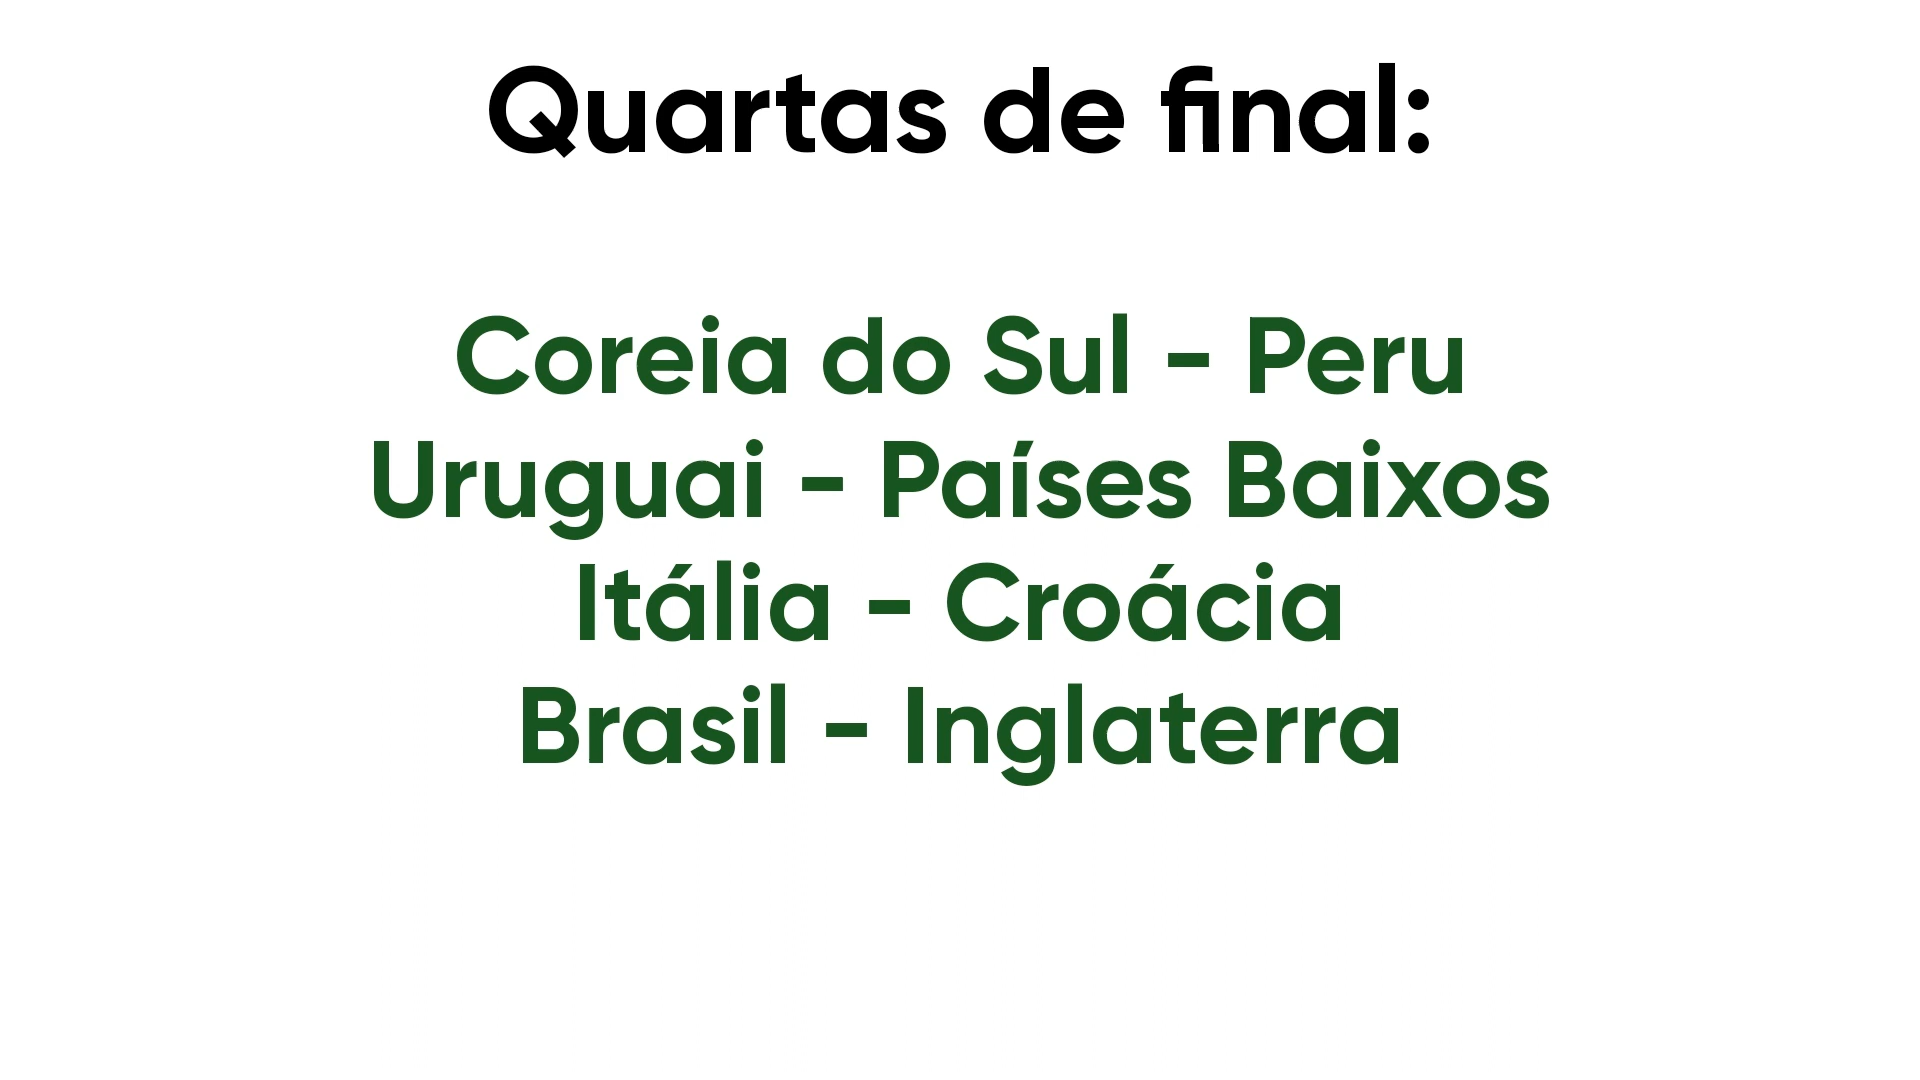 Quartas de final:
Coreia do Sul - Peru
Uruguai - Países Baixos
Itália - Croácia
Brasil - Inglaterra